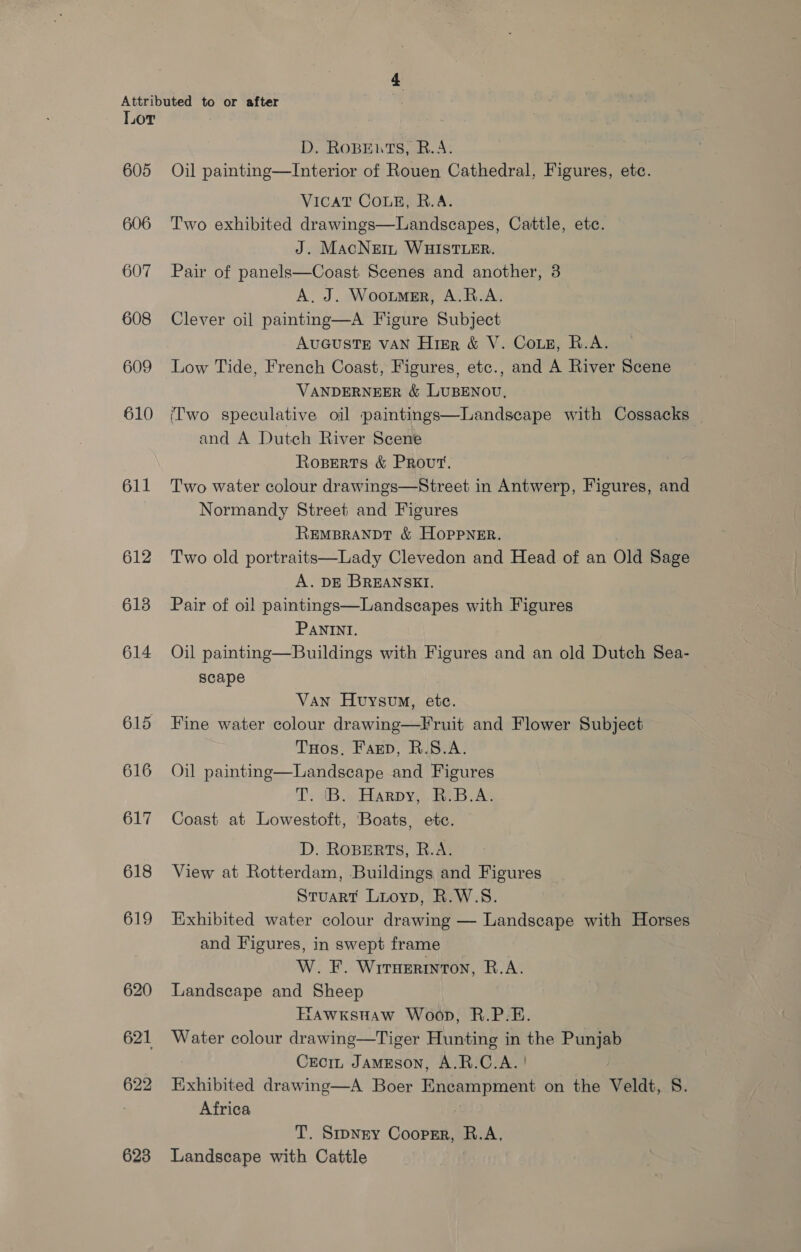 4
Attributed to or after
Lot
D. Roberts, R.A.
605 Oil painting—Interior of Rouen Cathedral, Figures, etc.
Vicat Cole, R.A.
606 Two exhibited drawings—Landscapes, Cattle, etc.
J. MacNeil Whistler.
607 Pair of panels—Coast Scenes and another, 3
A. J. Woolmer, A.R.A.
608 Clever oil painting—A Figure Subject
Auguste van Hier & V. Cole, R.A.
609 Low Tide, French Coast, Figures, etc., and A River Scene
Vanderneer & Lubenou,
610 Two speculative oil paintings—Landscape with Cossacks
and A Dutch River Scene
Roberts & Prout.
611 Two water colour drawings—Street in Antwerp, Figures, and
Normandy Street and Figures
Rembrandt & Hoppner.
612 Two old portraits—Lady Clevedon and Head of an Old Sage
A. de Breanski.
613 Pair of oil paintings—Landscapes with Figures
Panini.
614 Oil painting—Buildings with Figures and an old Dutch Sea-
scape
Van Huysum, etc.
615 Fine water colour drawing—Fruit and Flower Subject
Thos. Faed, R.S.A.
616 Oil painting—Landscape and Figures
T. B. Hardy, R.B.A.
617 Coast at Lowestoft, Boats, etc.
D. Roberts, R.A.
618 View at Rotterdam, Buildings and Figures
Stuart Lloyd, R.W.S.
619 Exhibited water colour drawing — Landscape with Horses
and Figures, in swept frame
W. F. Witherinton, R.A.
620 Landscape and Sheep
Hawkshaw Wood, R.P.E.
621 Water colour drawing—Tiger Hunting in the Punjab
Cecil Jameson, A.R.C.A.
622 Exhibited drawing—A Boer Encampment on the Veldt, S.
Africa
T. Sidney Cooper, R.A.
623 Landscape with Cattle